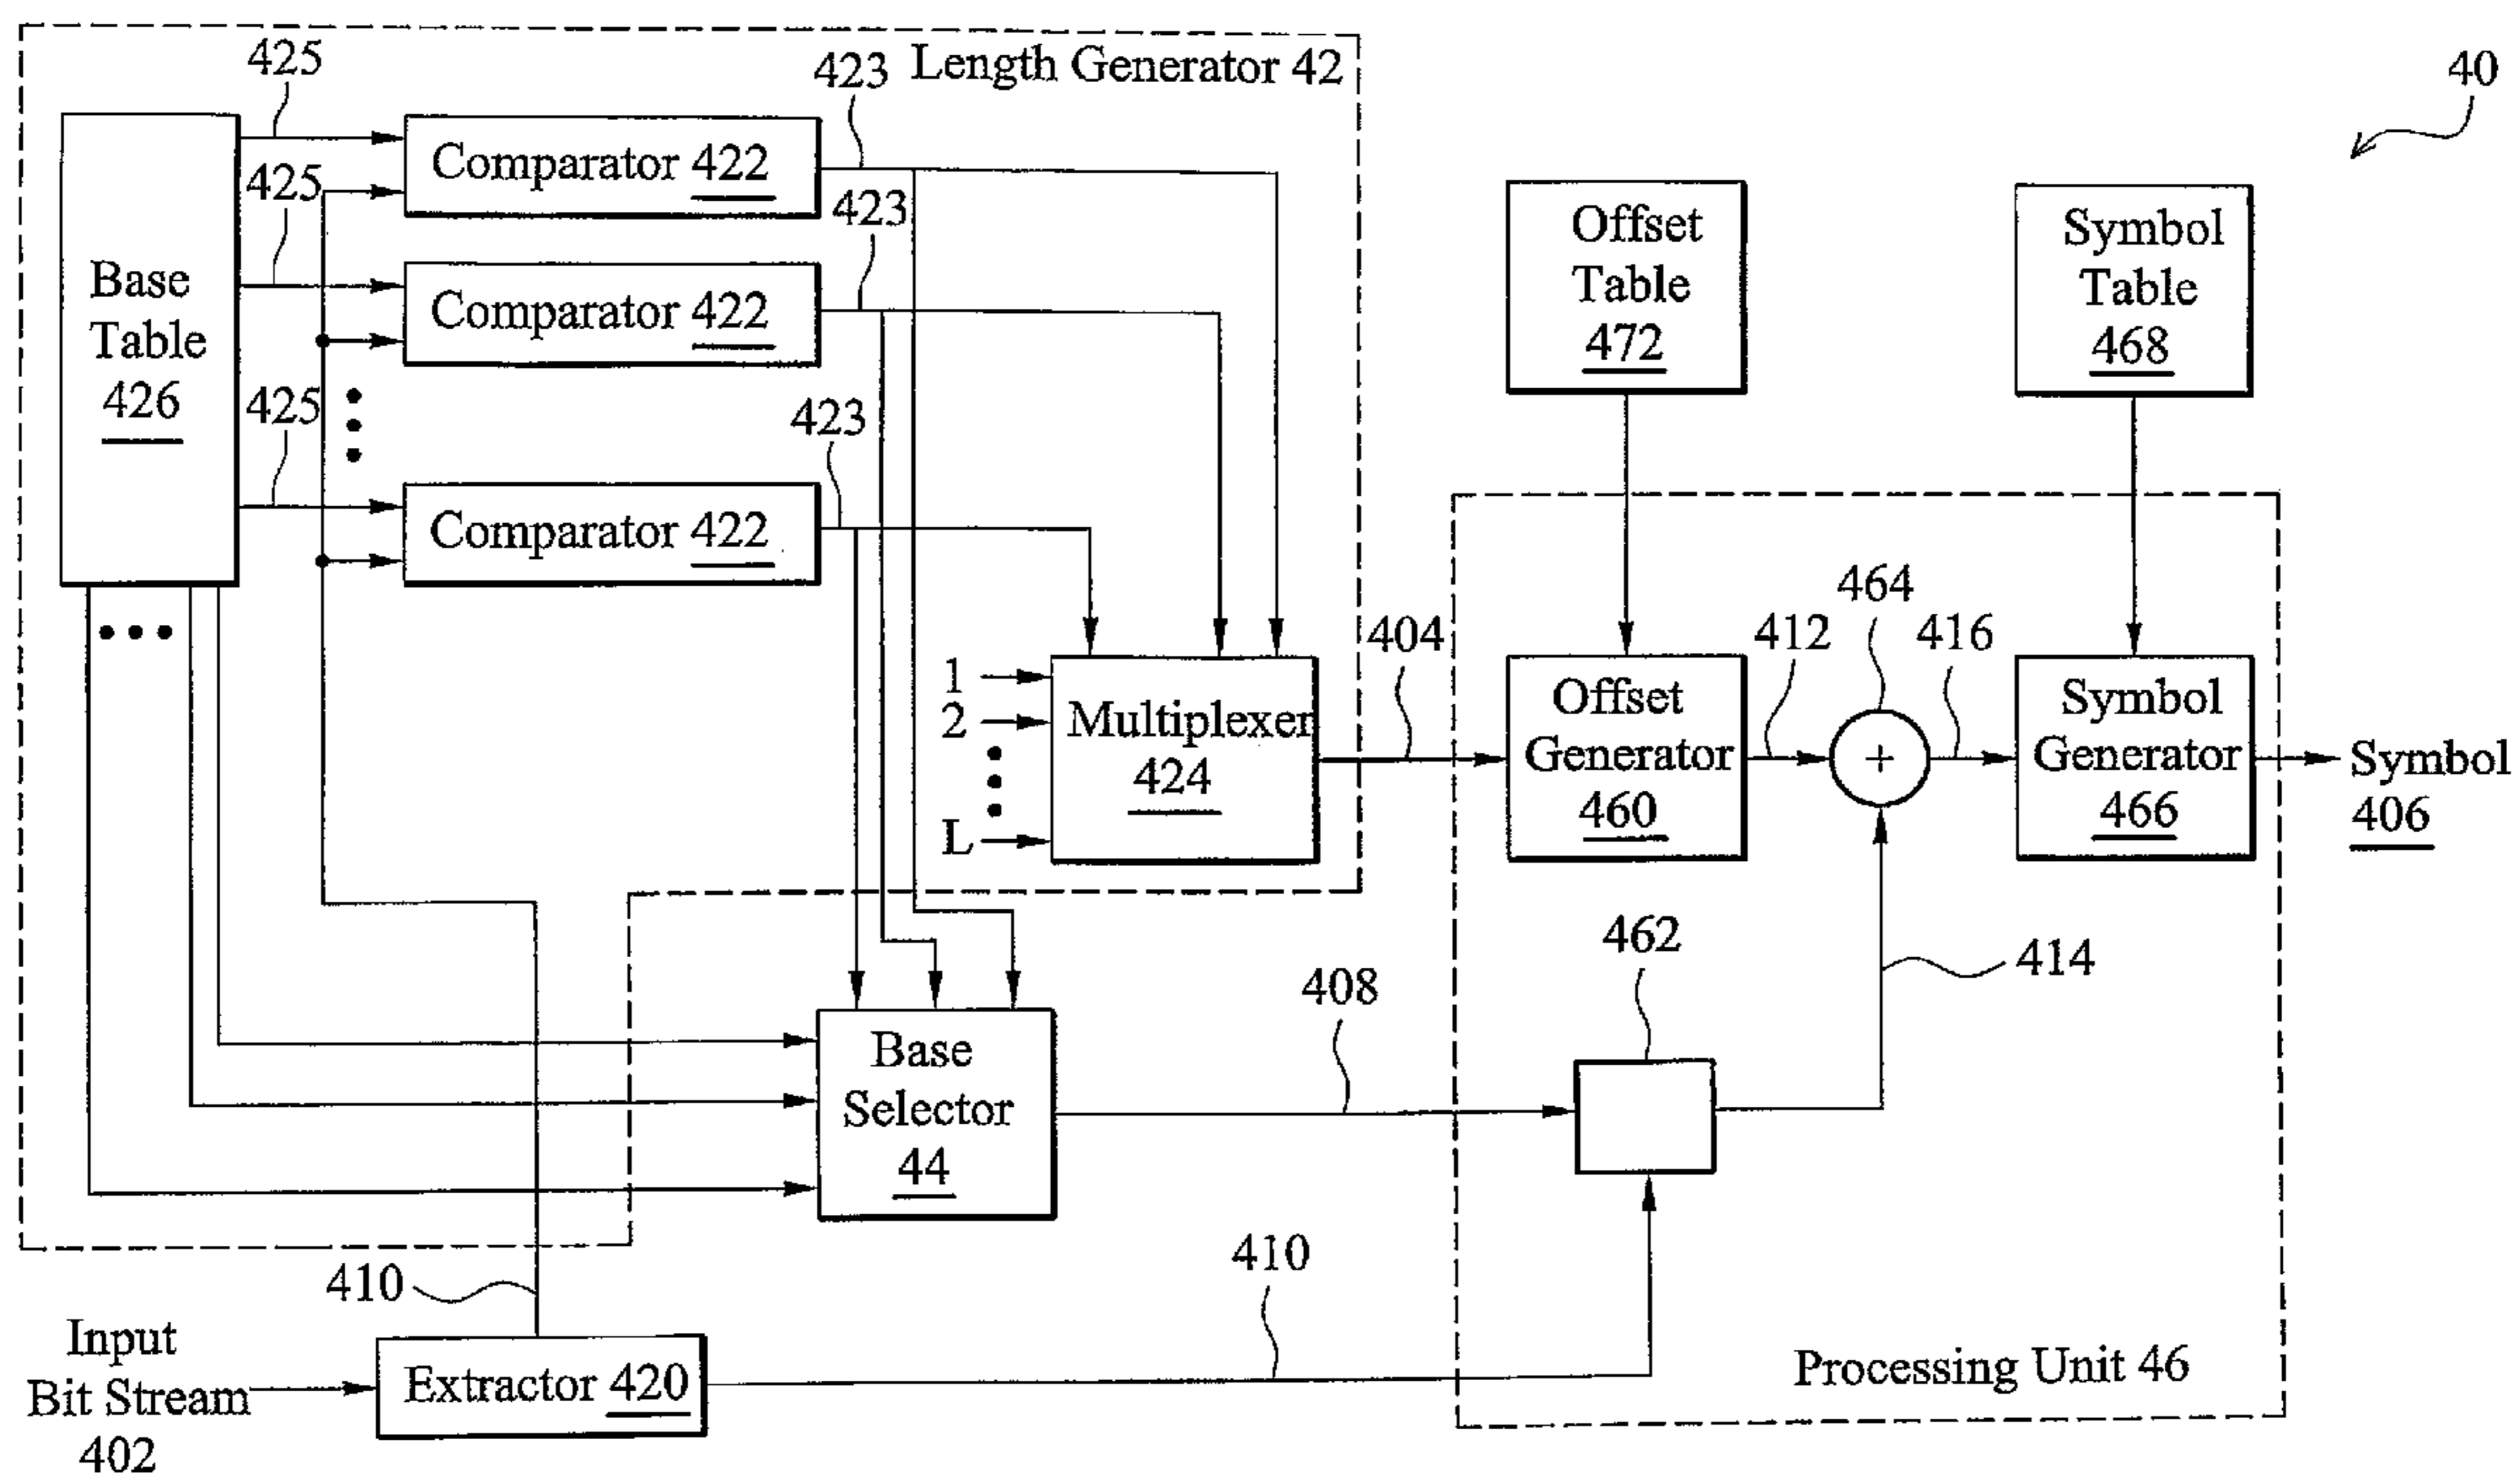 Length Generator 42
40
425
423
Comparator 422
425
423
Comparator 422
Base
Table
426
425
423
Comparator 422
Offset
Table
472
Symbol
Table
468
1
2
L
Multiplexer
424
404
Offset
Generator
460
412
464
+
416
Symbol
Generator
466
Symbol
406
462
414
Base
Selector
44
408
410
410
Input
Bit Stream
402
Extractor 420
Processing Unit 46